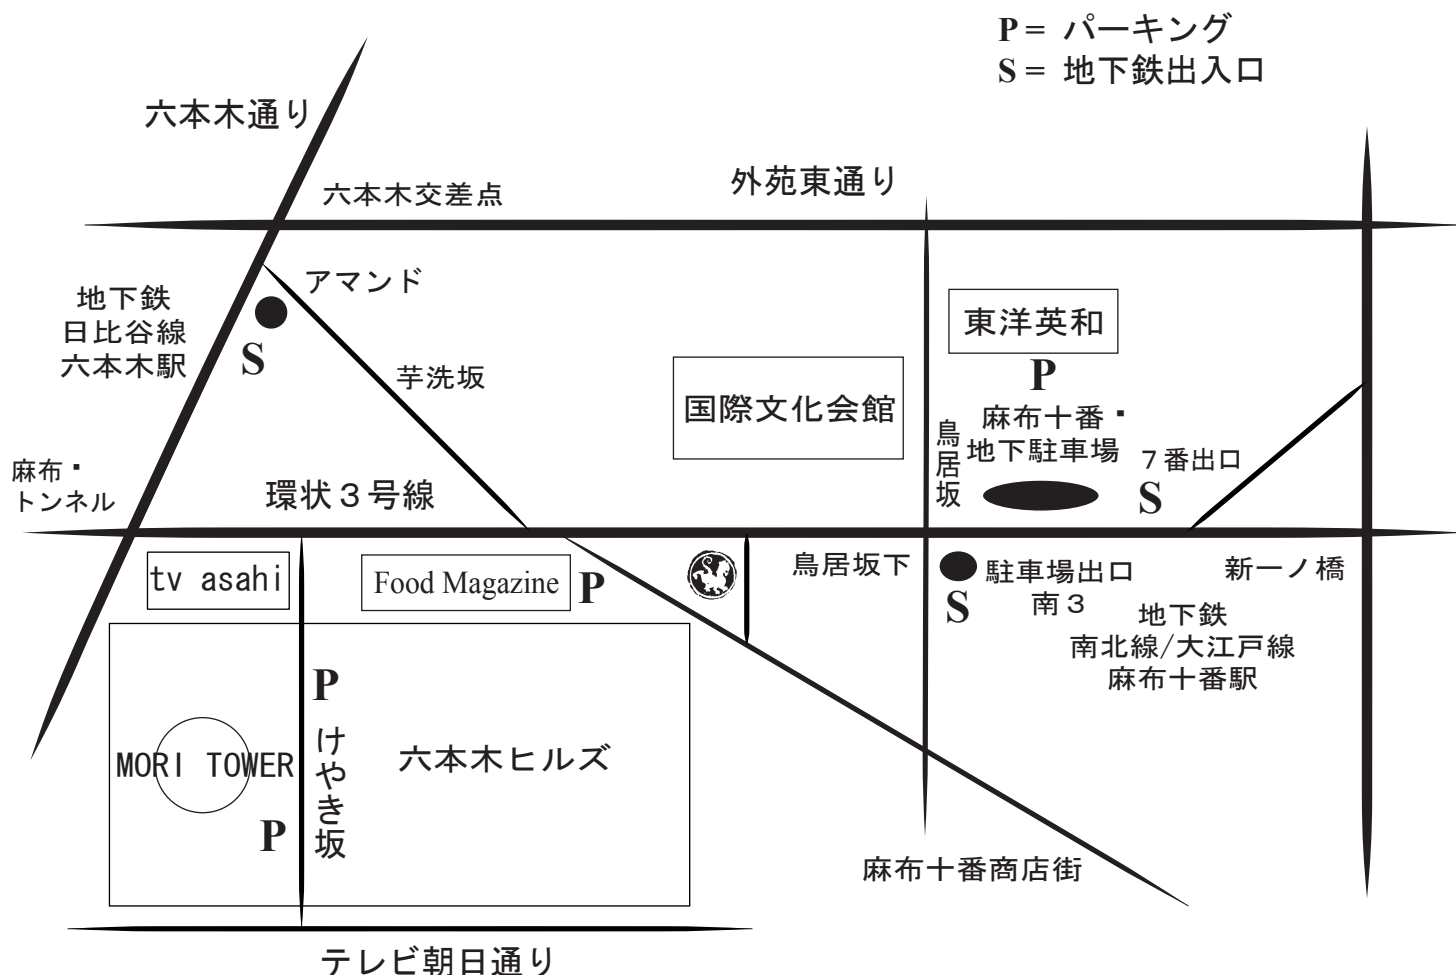 P = パーキング
S = 地下鉄出入口
六本木通り
六本木交差点
外苑東通り
アマンド
地下鉄
日比谷線
六本木駅
S
芋洗坂
東洋英和
P
国際文化会館
鳥居坂
麻布十番・
地下駐車場
7番出口
S
麻布・
トンネル
環状3号線
tv asahi
Food Magazine
P
鳥居坂下
駐車場出口
南3
S
新一ノ橋
地下鉄
南北線/大江戸線
麻布十番駅
P
けやき坂
MORI TOWER
六本木ヒルズ
P
麻布十番商店街
テレビ朝日通り